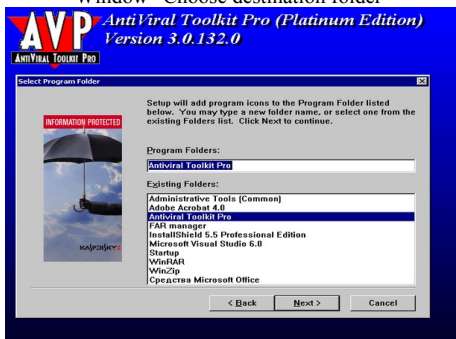 Window "Choose destination folder"
AVP
AntiViral Toolkit Pro
AntiViral Toolkit Pro (Platinum Edition)
Version 3.0.132.0
Select Program Folder
INFORMATION PROTECTED
KASPERSKY
Setup will add program icons to the Program Folder listed
below. You may type a new folder name, or select one from the
existing Folders list. Click Next to continue.
Program Folders:
Antiviral Toolkit Pro
Existing Folders:
Administrative Tools (Common)
Adobe Acrobat 4.0
Antiviral Toolkit Pro
FAR manager
InstallShield 5.5 Professional Edition
Microsoft Visual Studio 6.0
Startup
WinRAR
WinZip
Средства Microsoft Office
< Back
Next >
Cancel